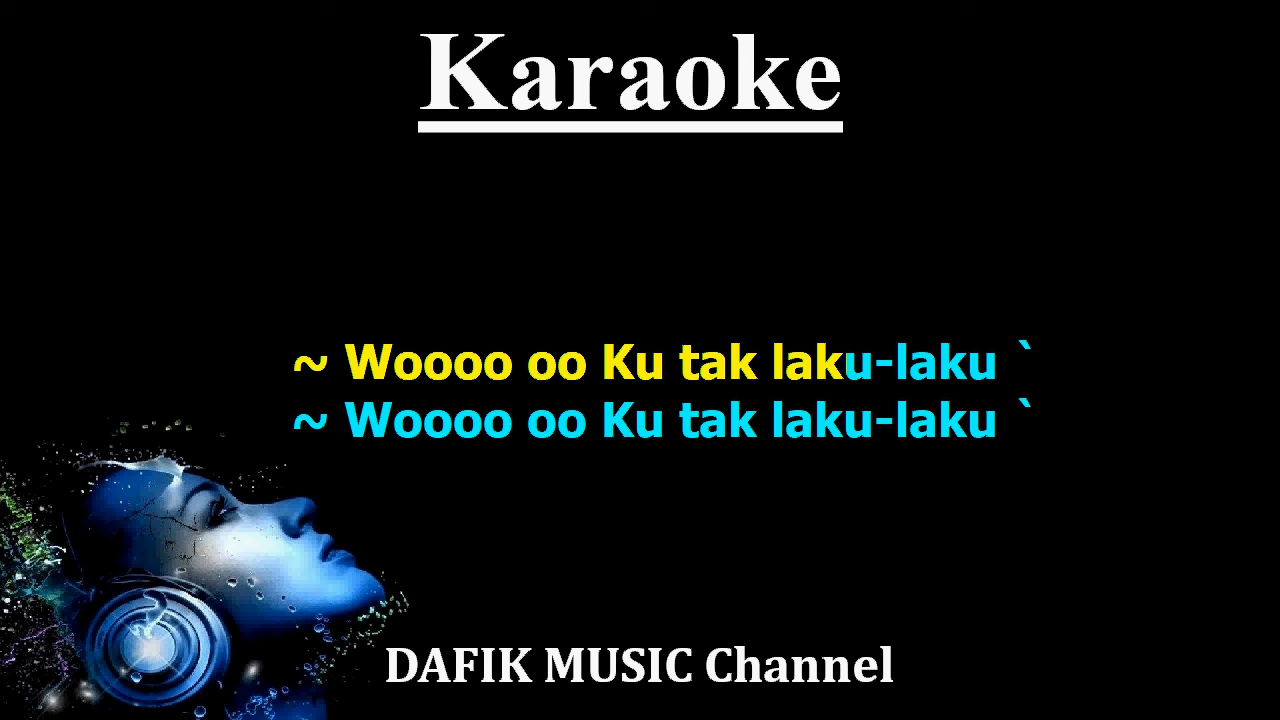 Karaoke
~ Woooo oo Ku tak laku-laku `
~ Woooo oo Ku tak laku-laku `
DAFIK MUSIC Channel